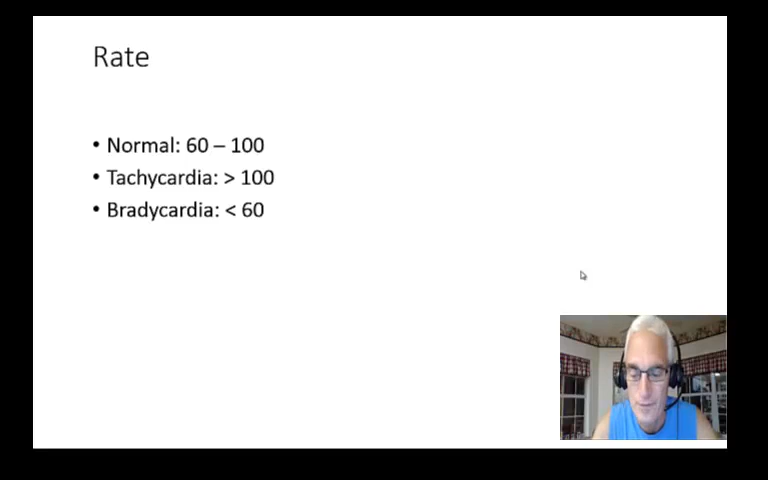 Rate
• Normal: 60 – 100
• Tachycardia: > 100
• Bradycardia: < 60